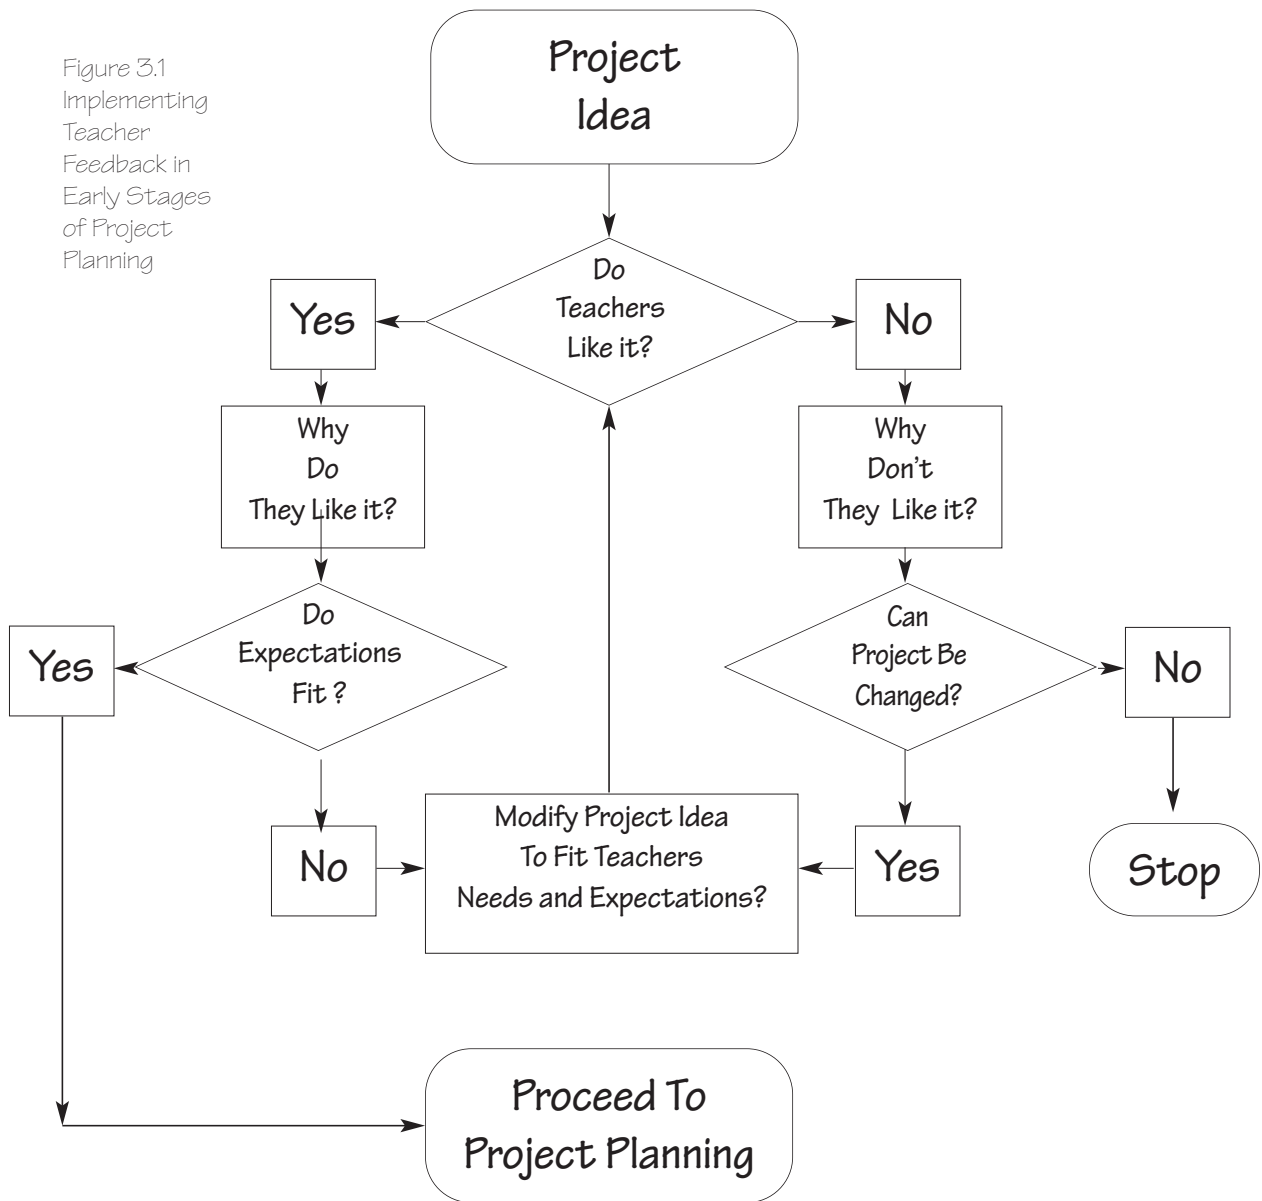 Figure 3.1
Implementing
Teacher
Feedback in
Early Stages
of Project
Planning
Project
Idea
Do
Teachers
Like it?
Yes
No
Why
Do
They Like it?
Why
Don't
They Like it?
Do
Expectations
Fit ?
Yes
Can
Project Be
Changed?
No
No
Modify Project Idea
To Fit Teachers
Needs and Expectations?
Yes
Stop
Proceed To
Project Planning